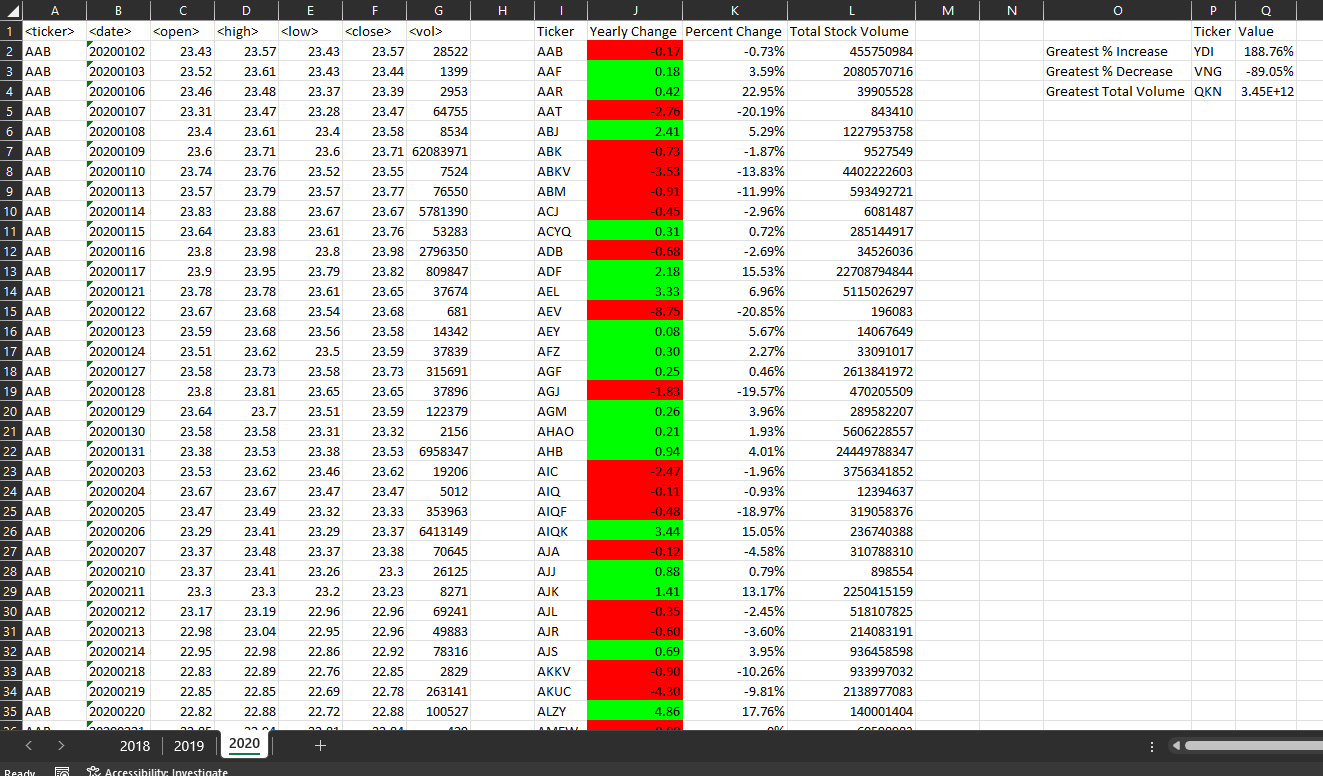 A B C D E F G H I J K L M N O P Q
1 <ticker> <date> <open> <high> <low> <close> <vol> Ticker Yearly Change Percent Change Total Stock Volume Ticker Value
2 AAB 20200102 23.43 23.57 23.43 23.57 28522 AAB -0.17 -0.73% 455750984 Greatest % Increase YDI 188.76%
3 AAB 20200103 23.52 23.61 23.43 23.44 1399 AAF 0.18 3.59% 2080570716 Greatest % Decrease VNG -89.05%
4 AAB 20200106 23.46 23.48 23.37 23.39 2953 AAR 0.42 22.95% 39905528 Greatest Total Volume QKN 3.45E+12
5 AAB 20200107 23.31 23.47 23.28 23.47 64755 AAT -2.76 -20.19% 843410
6 AAB 20200108 23.4 23.61 23.4 23.58 8534 ABJ 2.41 5.29% 1227953758
7 AAB 20200109 23.6 23.71 23.6 23.71 62083971 ABK -0.73 -1.87% 9527549
8 AAB 20200110 23.74 23.76 23.52 23.55 7524 ABKV -3.53 -13.83% 4402222603
9 AAB 20200113 23.57 23.79 23.57 23.77 76550 ABM -0.91 -11.99% 593492721
10 AAB 20200114 23.83 23.88 23.67 23.67 5781390 ACJ -0.45 -2.96% 6081487
11 AAB 20200115 23.64 23.83 23.61 23.76 53283 ACYQ 0.31 0.72% 285144917
12 AAB 20200116 23.8 23.98 23.8 23.98 2796350 ADB -0.68 -2.69% 34526036
13 AAB 20200117 23.9 23.95 23.79 23.82 809847 ADF 2.18 15.53% 22708794844
14 AAB 20200121 23.78 23.78 23.61 23.65 37674 AEL 3.33 6.96% 5115026297
15 AAB 20200122 23.67 23.68 23.54 23.68 681 AEV -8.75 -20.85% 196083
16 AAB 20200123 23.59 23.68 23.56 23.58 14342 AEY 0.08 5.67% 14067649
17 AAB 20200124 23.51 23.62 23.5 23.59 37839 AFZ 0.30 2.27% 33091017
18 AAB 20200127 23.58 23.73 23.58 23.73 315691 AGF 0.25 0.46% 2613841972
19 AAB 20200128 23.8 23.81 23.65 23.65 37896 AGJ -1.83 -19.57% 470205509
20 AAB 20200129 23.64 23.7 23.51 23.59 122379 AGM 0.26 3.96% 289582207
21 AAB 20200130 23.58 23.58 23.31 23.32 2156 AHAO 0.21 1.93% 5606228557
22 AAB 20200131 23.38 23.53 23.38 23.53 6958347 AHB 0.94 4.01% 24449788347
23 AAB 20200203 23.53 23.62 23.46 23.62 19206 AIC -2.47 -1.96% 3756341852
24 AAB 20200204 23.67 23.67 23.47 23.47 5012 AIQ -0.11 -0.93% 12394637
25 AAB 20200205 23.47 23.49 23.32 23.33 353963 AIQF -0.48 -18.97% 319058376
26 AAB 20200206 23.29 23.41 23.29 23.37 6413149 AIQK 3.44 15.05% 236740388
27 AAB 20200207 23.37 23.48 23.37 23.38 70645 AJA -0.12 -4.58% 310788310
28 AAB 20200210 23.37 23.41 23.26 23.3 26125 AJJ 0.88 0.79% 898554
29 AAB 20200211 23.3 23.3 23.2 23.23 8271 AJK 1.41 13.17% 2250415159
30 AAB 20200212 23.17 23.19 22.96 22.96 69241 AJL -0.35 -2.45% 518107825
31 AAB 20200213 22.98 23.04 22.95 22.96 49883 AJR -0.60 -3.60% 214083191
32 AAB 20200214 22.95 22.98 22.86 22.92 78316 AJS 0.69 3.95% 936458598
33 AAB 20200218 22.83 22.89 22.76 22.85 2829 AKKV -0.90 -10.26% 933997032
34 AAB 20200219 22.85 22.85 22.69 22.78 263141 AKUC -4.30 -9.81% 2138977083
35 AAB 20200220 22.82 22.88 22.72 22.88 100527 ALZY 4.86 17.76% 140001404
2018 2019 2020
Ready Accessibility: Investigate